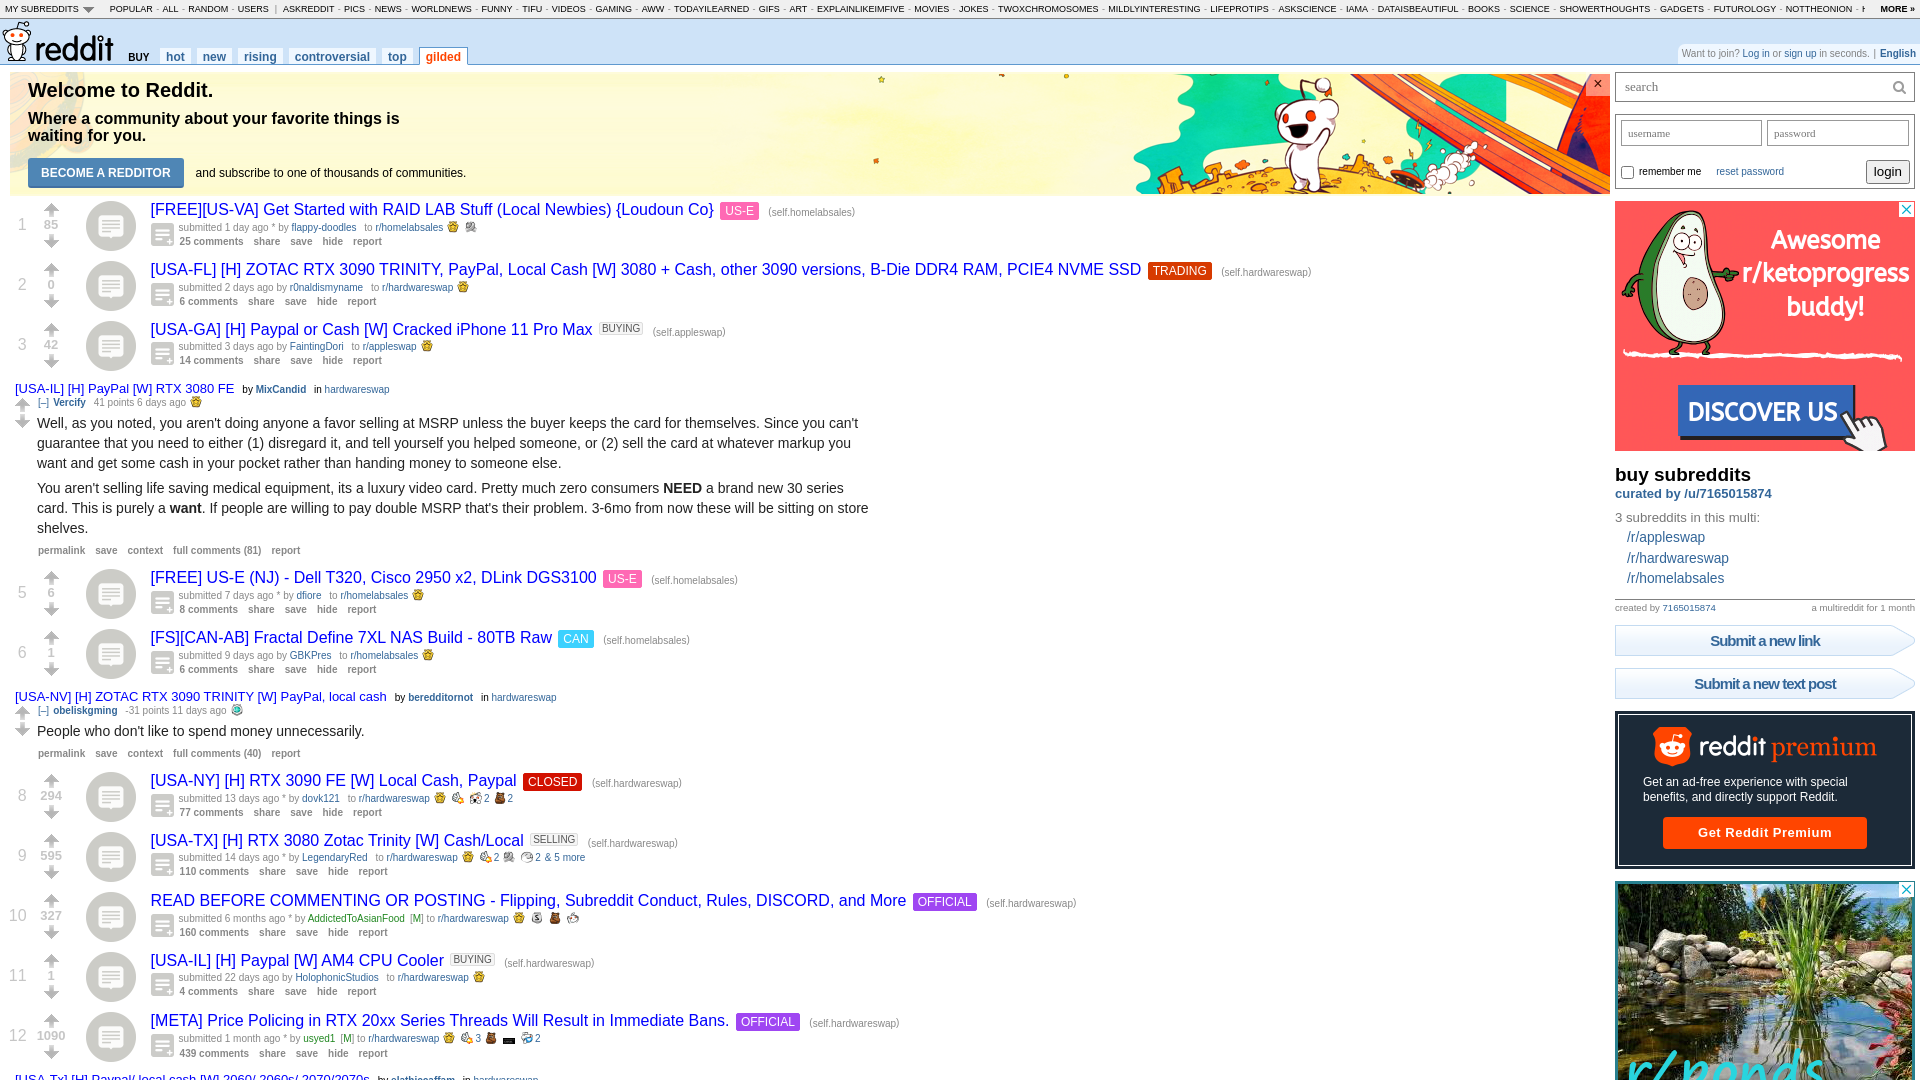 MY SUBREDDITS POPULAR - ALL - RANDOM - USERS | ASKREDDIT - PICS - NEWS - WORLDNEWS - FUNNY - TIFU - VIDEOS - GAMING - AWW - TODAYILEARNED - GIFS - ART - EXPLAINLIKEIMFIVE - MOVIES - JOKES - TWOXCHROMOSOMES - MILDLYINTERESTING - LIFEPROTIPS - ASKSCIENCE - IAMA - DATAISBEAUTIFUL - BOOKS - SCIENCE - SHOWERTHOUGHTS - GADGETS - FUTUROLOGY - NOTTHEONION - MORE »
reddit BUY hot new rising controversial top gilded
Want to join? Log in or sign up in seconds. | English
Welcome to Reddit.
Where a community about your favorite things is
waiting for you.
BECOME A REDDITOR and subscribe to one of thousands of communities.
×
1
85
[FREE][US-VA] Get Started with RAID LAB Stuff (Local Newbies) {Loudoun Co} US-E (self.homelabsales)
submitted 1 day ago * by flappy-doodles to r/homelabsales
25 comments share save hide report
2
0
[USA-FL] [H] ZOTAC RTX 3090 TRINITY, PayPal, Local Cash [W] 3080 + Cash, other 3090 versions, B-Die DDR4 RAM, PCIE4 NVME SSD TRADING (self.hardwareswap)
submitted 2 days ago by r0naldismyname to r/hardwareswap
6 comments share save hide report
3
42
[USA-GA] [H] Paypal or Cash [W] Cracked iPhone 11 Pro Max BUYING (self.appleswap)
submitted 3 days ago by FaintingDori to r/appleswap
14 comments share save hide report
[USA-IL] [H] PayPal [W] RTX 3080 FE by MixCandid in hardwareswap
[–] Vercify 41 points 6 days ago
Well, as you noted, you aren't doing anyone a favor selling at MSRP unless the buyer keeps the card for themselves. Since you can't
guarantee that you need to either (1) disregard it, and tell yourself you helped someone, or (2) sell the card at whatever markup you
want and get some cash in your pocket rather than handing money to someone else.
You aren't selling life saving medical equipment, its a luxury video card. Pretty much zero consumers NEED a brand new 30 series
card. This is purely a want. If people are willing to pay double MSRP that's their problem. 3-6mo from now these will be sitting on store
shelves.
permalink save context full comments (81) report
5
6
[FREE] US-E (NJ) - Dell T320, Cisco 2950 x2, DLink DGS3100 US-E (self.homelabsales)
submitted 7 days ago * by dfiore to r/homelabsales
8 comments share save hide report
6
1
[FS][CAN-AB] Fractal Define 7XL NAS Build - 80TB Raw CAN (self.homelabsales)
submitted 9 days ago by GBKPres to r/homelabsales
6 comments share save hide report
[USA-NV] [H] ZOTAC RTX 3090 TRINITY [W] PayPal, local cash by beredditornot in hardwareswap
[–] obeliskgming -31 points 11 days ago
People who don't like to spend money unnecessarily.
permalink save context full comments (40) report
8
294
[USA-NY] [H] RTX 3090 FE [W] Local Cash, Paypal CLOSED (self.hardwareswap)
submitted 13 days ago * by dovk121 to r/hardwareswap 2 2
77 comments share save hide report
9
595
[USA-TX] [H] RTX 3080 Zotac Trinity [W] Cash/Local SELLING (self.hardwareswap)
submitted 14 days ago * by LegendaryRed to r/hardwareswap 2 2 & 5 more
110 comments share save hide report
10
327
READ BEFORE COMMENTING OR POSTING - Flipping, Subreddit Conduct, Rules, DISCORD, and More OFFICIAL (self.hardwareswap)
submitted 6 months ago * by AddictedToAsianFood [M] to r/hardwareswap
160 comments share save hide report
11
1
[USA-IL] [H] Paypal [W] AM4 CPU Cooler BUYING (self.hardwareswap)
submitted 22 days ago by HolophonicStudios to r/hardwareswap
4 comments share save hide report
12
1090
[META] Price Policing in RTX 20xx Series Threads Will Result in Immediate Bans. OFFICIAL (self.hardwareswap)
submitted 1 month ago * by usyed1 [M] to r/hardwareswap 3 2
439 comments share save hide report
[USA-Tx] [H] Paypal/ local cash [W] 2060/ 2060s/ 2070/2070s by elathiccaffam in hardwareswap
search
username password
remember me reset password login
Awesome
r/ketoprogress
buddy!
DISCOVER US
buy subreddits
curated by /u/7165015874
3 subreddits in this multi:
/r/appleswap
/r/hardwareswap
/r/homelabsales
created by 7165015874 a multireddit for 1 month
Submit a new link
Submit a new text post
reddit premium
Get an ad-free experience with special
benefits, and directly support Reddit.
Get Reddit Premium
r/ponds